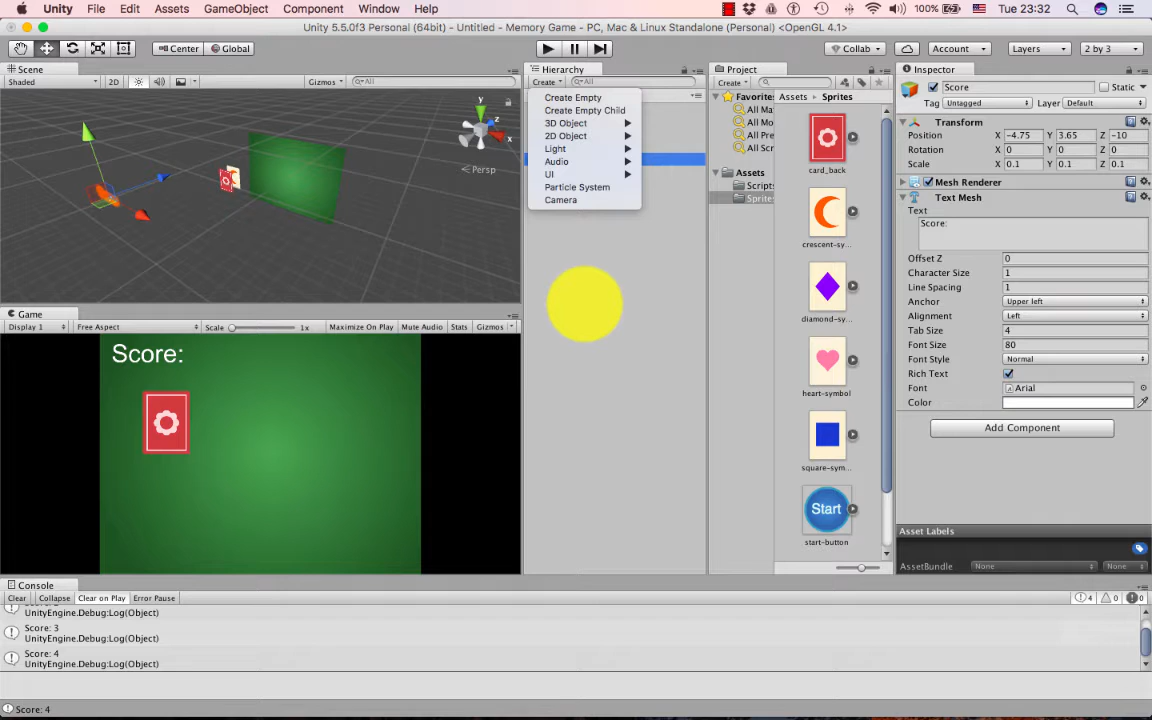 Unity File Edit Assets GameObject Component Window Help 100% Tue 23:32
Unity 5.5.0f3 Personal (64bit) - Untitled - Memory Game - PC, Mac & Linux Standalone (Personal) <OpenGL 4.1>
Center Global Collab Account Layers 2 by 3
Scene
Shaded 2D Gizmos All
y
x
z
Persp
Game
Display 1 Free Aspect Scale 1x Maximize On Play Mute Audio Stats Gizmos
Score:
Hierarchy
Create All
Create Empty
Create Empty Child
3D Object
2D Object
Light
Audio
UI
Particle System
Camera
Project
Create
Favorites
All Ma
All Mo
All Pre
All Scr
Assets
Scripts
Sprites
Assets Sprites
card_back
crescent-sy...
diamond-sy...
heart-symbol
square-sym...
Start
start-button
Inspector
Score Static
Tag Untagged Layer Default
Transform
Position X -4.75 Y 3.65 Z -10
Rotation X 0 Y 0 Z 0
Scale X 0.1 Y 0.1 Z 0.1
Mesh Renderer
Text Mesh
Text
Score:
Offset Z 0
Character Size 1
Line Spacing 1
Anchor Upper left
Alignment Left
Tab Size 4
Font Size 80
Font Style Normal
Rich Text
Font Arial
Color
Add Component
Asset Labels
AssetBundle None None
Console
Clear Collapse Clear on Play Error Pause 4 0 0
UnityEngine.Debug:Log(Object)
Score: 3
UnityEngine.Debug:Log(Object)
Score: 4
UnityEngine.Debug:Log(Object)
Score: 4